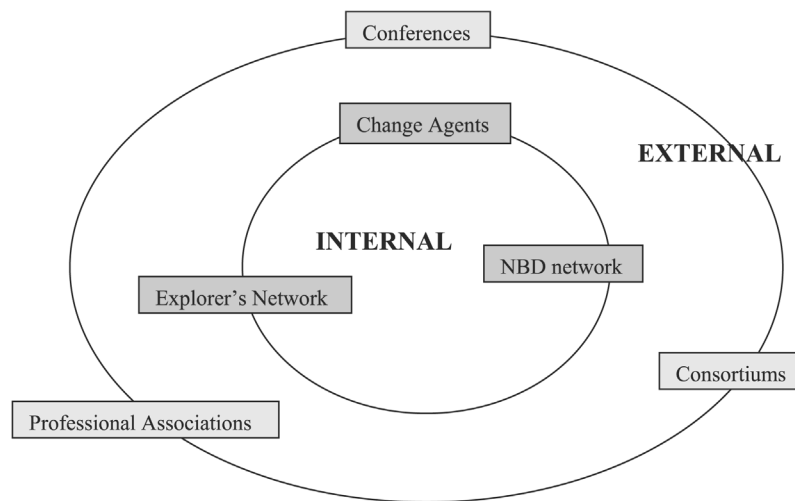 Conferences
Change Agents
EXTERNAL
INTERNAL
NBD network
Explorer’s Network
Consortiums
Professional Associations